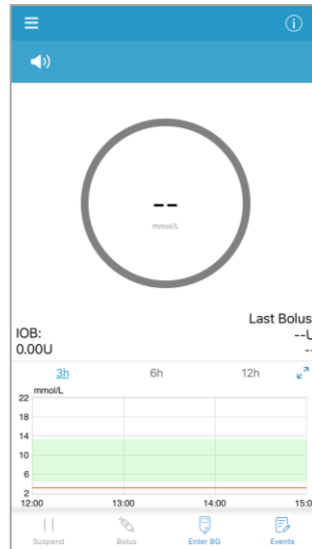 --
mmol/L
Last Bolus
IOB: --U
0.00U --
3h 6h 12h
mmol/L
22
18
14
10
6
2
12:00 13:00 14:00 15:0
Suspend Bolus Enter BG Events